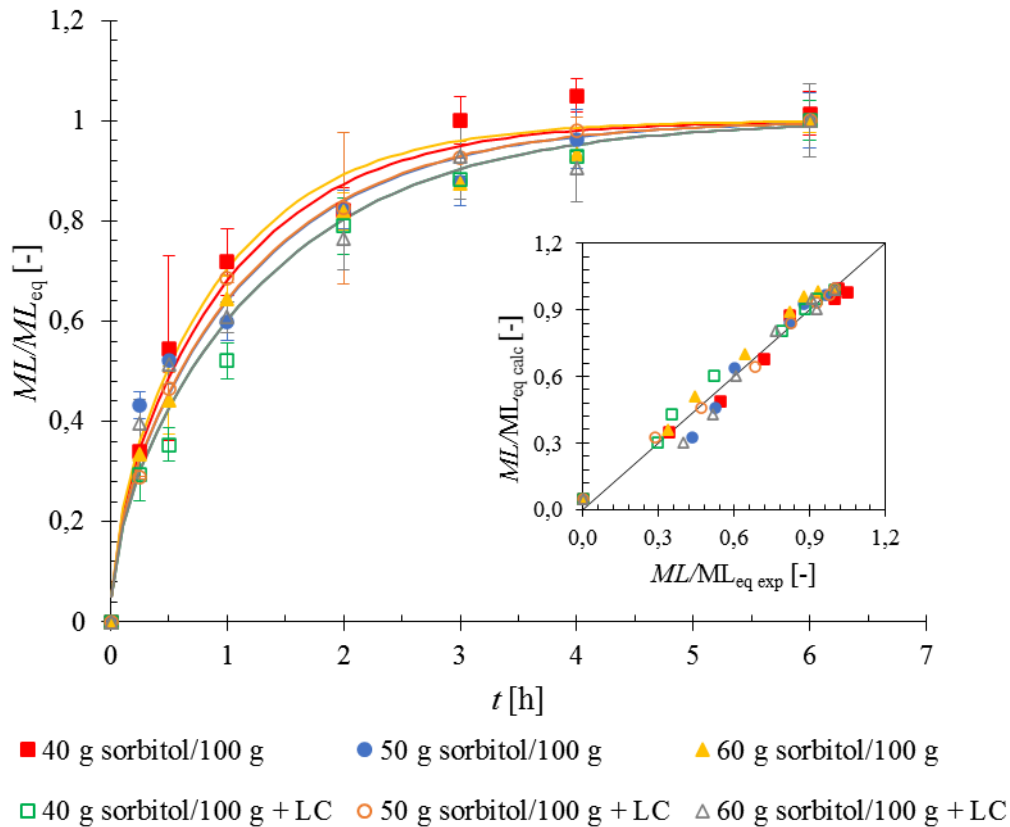 1,2
1
0,8
0,6
0,4
0,2
0
ML/ML_eq [-]
0 1 2 3 4 5 6 7
t [h]
1,2
0,9
0,6
0,3
0,0
ML/ML_eq calc [-]
0,0 0,3 0,6 0,9 1,2
ML/ML_eq exp [-]
40 g sorbitol/100 g 50 g sorbitol/100 g 60 g sorbitol/100 g
40 g sorbitol/100 g + LC 50 g sorbitol/100 g + LC 60 g sorbitol/100 g + LC